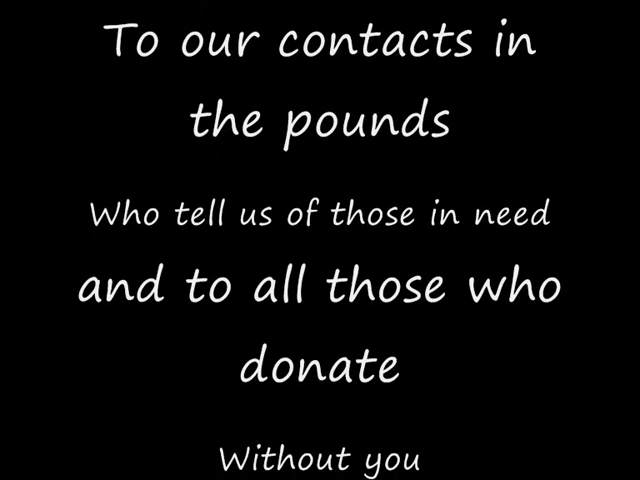 To our contacts in
the pounds
Who tell us of those in need
and to all those who
donate
Without you